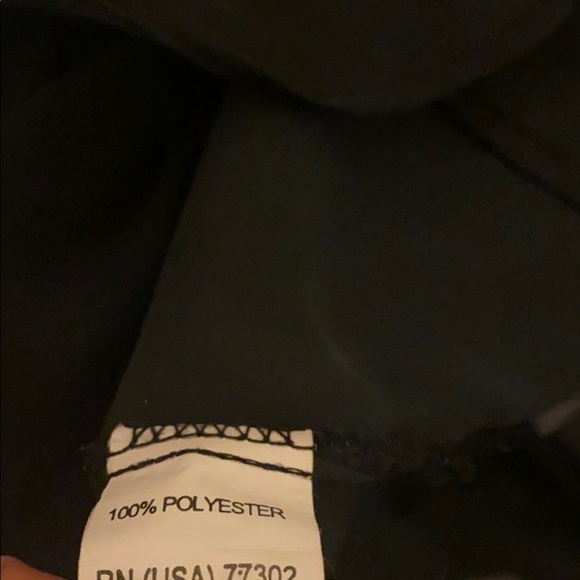 100% POLYESTER
RN (USA) 77302